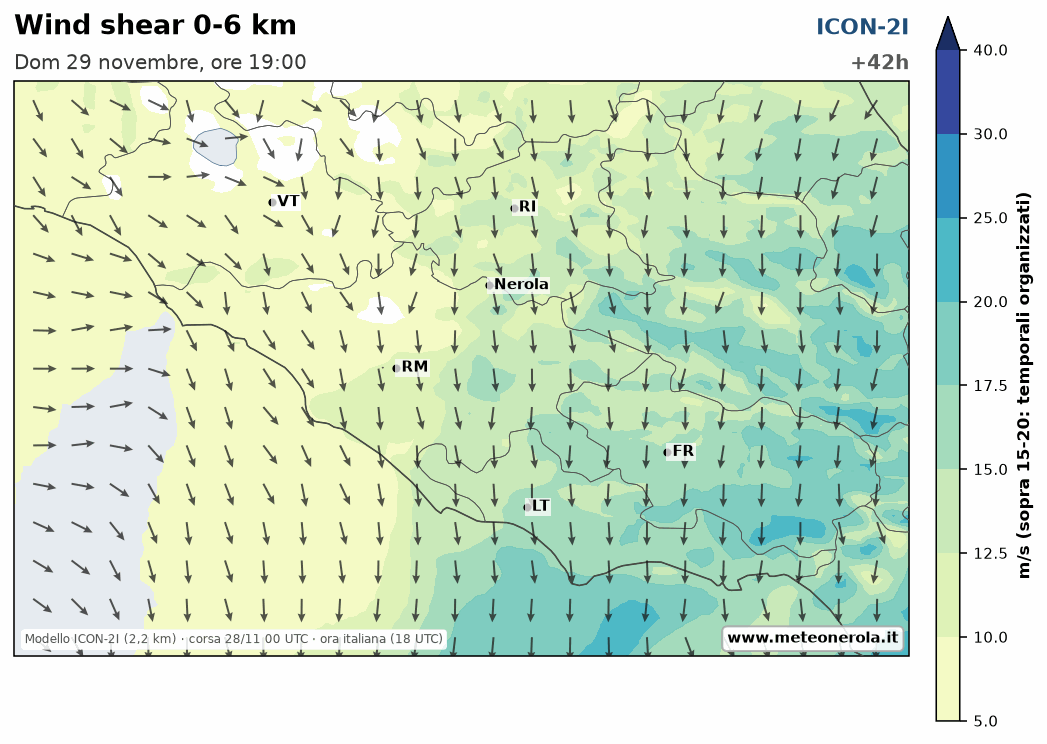 Wind shear 0-6 km
ICON-2I
Dom 29 novembre, ore 19:00
+42h
40.0
30.0
25.0
20.0
17.5
15.0
12.5
10.0
5.0
m/s (sopra 15-20: temporali organizzati)
VT
RI
Nerola
RM
FR
LT
Modello ICON-2I (2,2 km) · corsa 28/11 00 UTC · ora italiana (18 UTC)
www.meteonerola.it